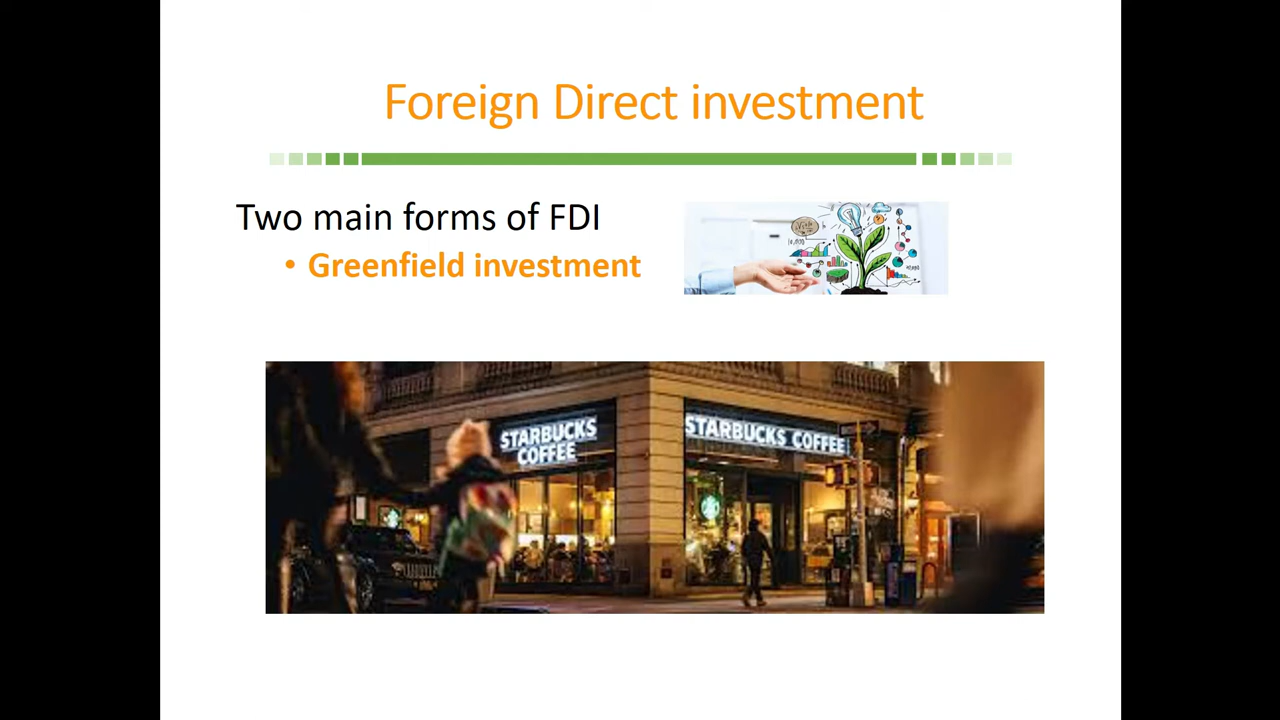 Foreign Direct investment
Two main forms of FDI
• Greenfield investment
STARBUCKS
COFFEE
STARBUCKS COFFEE